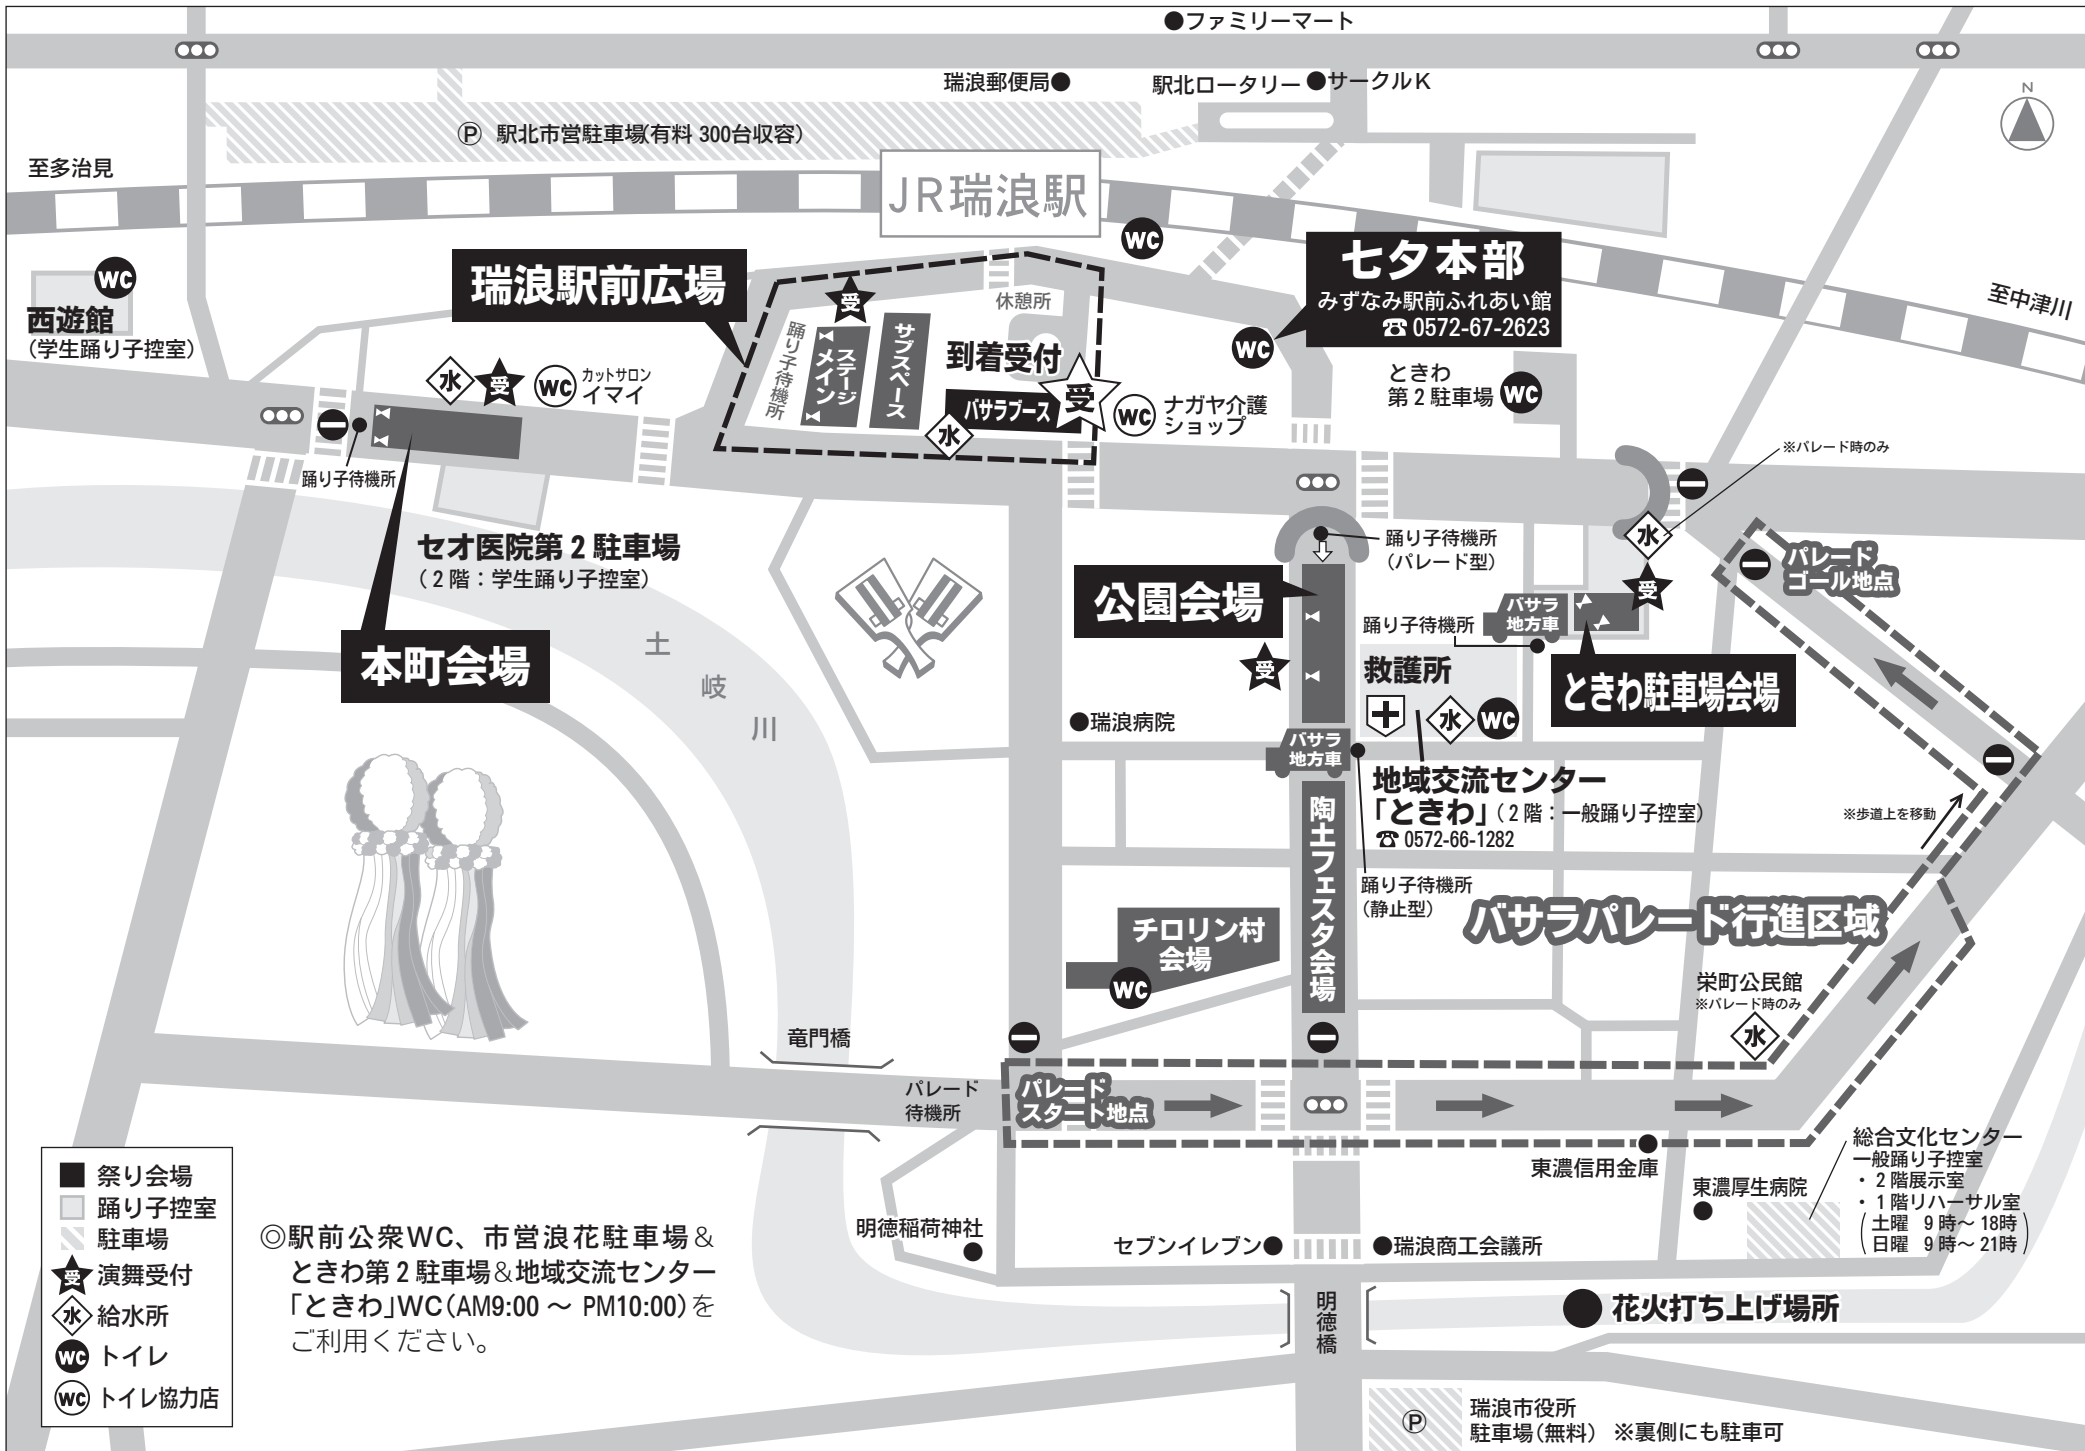 ●ファミリーマート
瑞浪郵便局●
駅北ロータリー
●サークルK
N
Ⓟ 駅北市営駐車場(有料 300台収容)
至多治見
JR瑞浪駅
WC
七夕本部
みずなみ駅前ふれあい館
☎ 0572-67-2623
至中津川
WC
西遊館
(学生踊り子控室)
瑞浪駅前広場
受
休憩所
踊り子待機所
メイン
ステージ
サブスペース
到着受付
バサラブース
受
水
WC
ナガヤ介護
ショップ
WC
ときわ
第2駐車場
WC
水
受
WC
カットサロン
イマイ
踊り子待機所
※パレード時のみ
水
受
セオ医院第2駐車場
(2階:学生踊り子控室)
本町会場
土
岐
川
踊り子待機所
(パレード型)
公園会場
受
バサラ
地方車
踊り子待機所
パレード
ゴール地点
ときわ駐車場会場
救護所
水
WC
●瑞浪病院
バサラ
地方車
地域交流センター
「ときわ」(2階:一般踊り子控室)
☎ 0572-66-1282
※歩道上を移動
陶土フェスタ会場
踊り子待機所
(静止型)
バサラパレード行進区域
チロリン村
会場
WC
栄町公民館
※パレード時のみ
水
竜門橋
パレード
待機所
パレード
スタート地点
東濃信用金庫
総合文化センター
一般踊り子控室
・2階展示室
・1階リハーサル室
(土曜 9時～18時
日曜 9時～21時)
東濃厚生病院
明徳稲荷神社
セブンイレブン●
●瑞浪商工会議所
明徳橋
●花火打ち上げ場所
祭り会場
踊り子控室
駐車場
受 演舞受付
水 給水所
WC トイレ
WC トイレ協力店
◎駅前公衆WC、市営浪花駐車場&
ときわ第2駐車場&地域交流センター
「ときわ」WC(AM9:00 ～ PM10:00)を
ご利用ください。
Ⓟ
瑞浪市役所
駐車場(無料) ※裏側にも駐車可